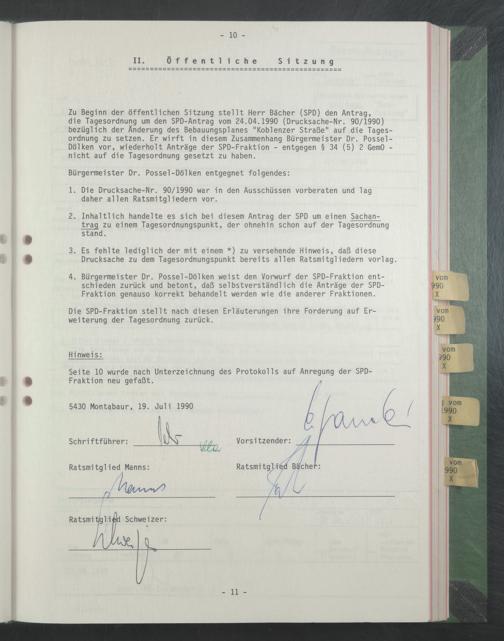 - 10 -
II. Öffentliche Sitzung
Zu Beginn der öffentlichen Sitzung stellt Herr Bächer (SPD) den Antrag,
die Tagesordnung um den SPD-Antrag vom 24.04.1990 (Drucksache-Nr. 90/1990)
bezüglich der Änderung des Bebauungsplanes "Koblenzer Straße" auf die Tages-
ordnung zu setzen. Er wirft in diesem Zusammenhang Bürgermeister Dr. Possel-
Dölken vor, wiederholt Anträge der SPD-Fraktion - entgegen § 34 (5) 2 GemO -
nicht auf die Tagesordnung gesetzt zu haben.
Bürgermeister Dr. Possel-Dölken entgegnet folgendes:
1. Die Drucksache-Nr. 90/1990 war in den Ausschüssen vorberaten und lag
daher allen Ratsmitgliedern vor.
2. Inhaltlich handelte es sich bei diesem Antrag der SPD um einen Sachan-
trag zu einem Tagesordnungspunkt, der ohnehin schon auf der Tagesordnung
stand.
3. Es fehlte lediglich der mit einem *) zu versehende Hinweis, daß diese
Drucksache zu dem Tagesordnungspunkt bereits allen Ratsmitgliedern vorlag.
4. Bürgermeister Dr. Possel-Dölken weist den Vorwurf der SPD-Fraktion ent-
schieden zurück und betont, daß selbstverständlich die Anträge der SPD-
Fraktion genauso korrekt behandelt werden wie die anderer Fraktionen.
Die SPD-Fraktion stellt nach diesen Erläuterungen ihre Forderung auf Er-
weiterung der Tagesordnung zurück.
Hinweis:
Seite 10 wurde nach Unterzeichnung des Protokolls auf Anregung der SPD-
Fraktion neu gefaßt.
5430 Montabaur, 19. Juli 1990
Schriftführer: Vorsitzender:
Ratsmitglied Manns: Ratsmitglied Bächer:
Manns
Ratsmitglied Schweizer:
- 11 -
vom
990
X
vom
990
X
vom
990
X
vom
1990
X
vom
990
X